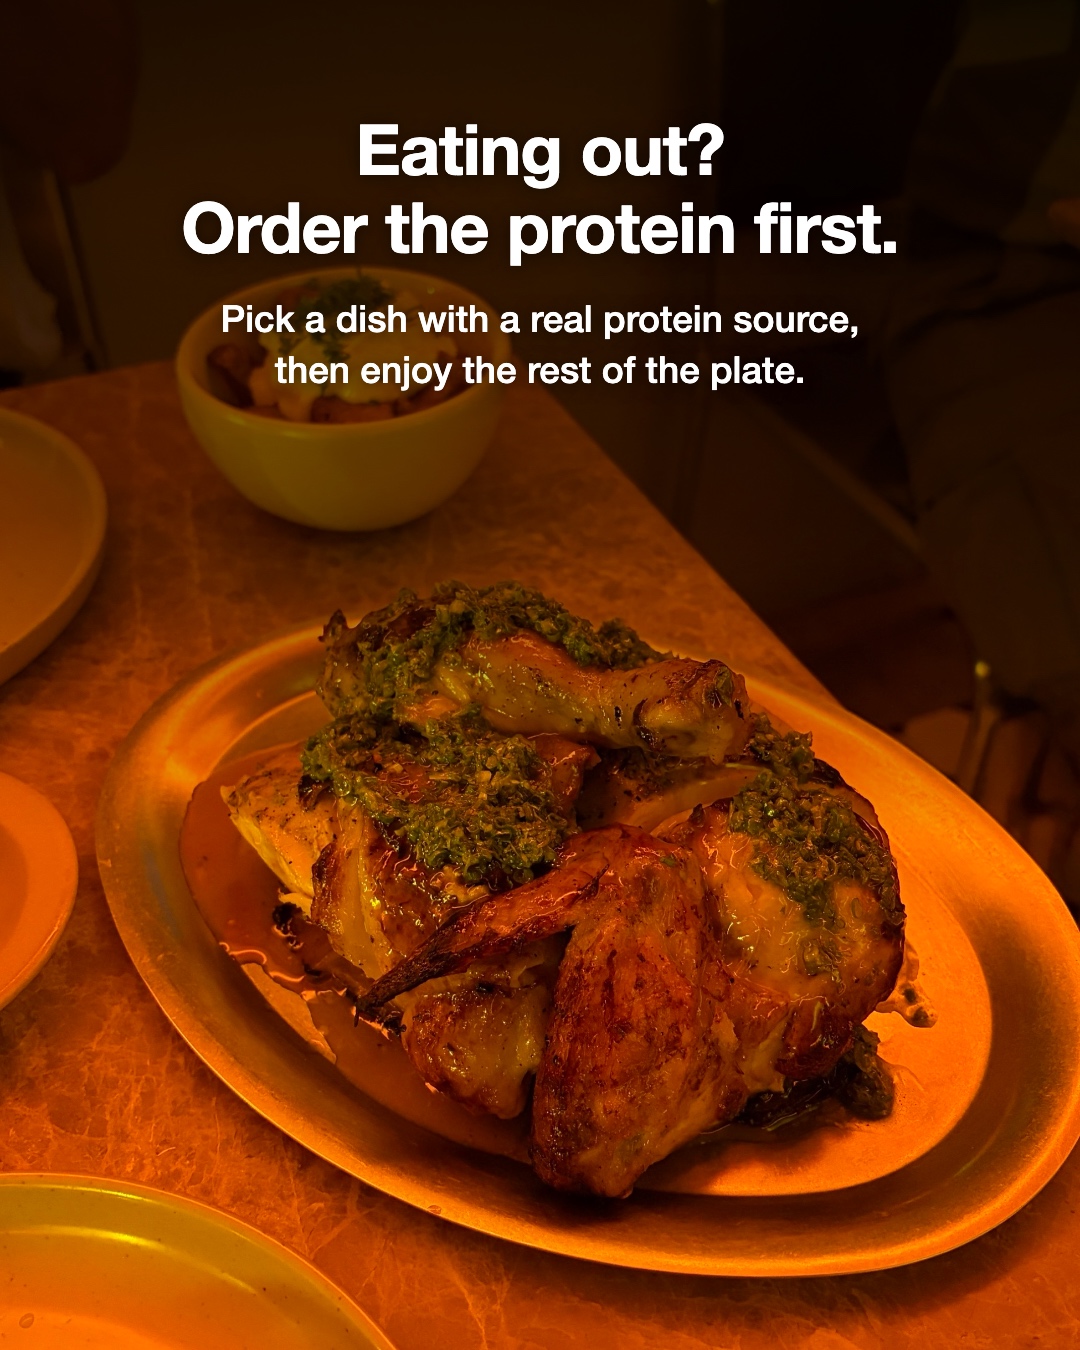 Eating out?
Order the protein first.
Pick a dish with a real protein source,
then enjoy the rest of the plate.